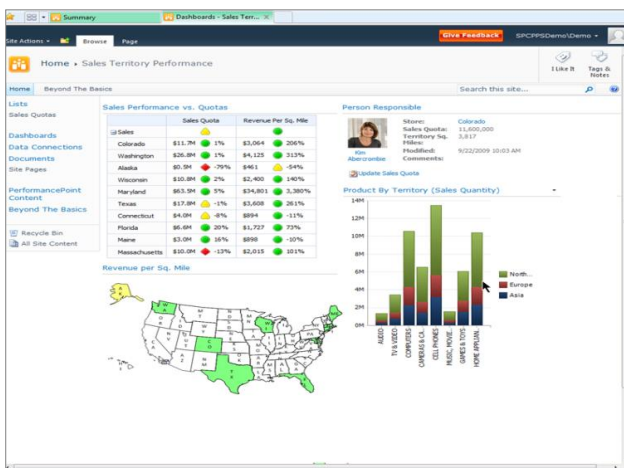 Summary
Dashboards - Sales Terr...
Site Actions
Browse
Page
Give Feedback
SPCPPSDemo\Demo
Home ▸ Sales Territory Performance
I Like It
Tags & Notes
Home
Beyond The Basics
Search this site...
Lists
Sales Quotas
Dashboards
Data Connections
Documents
Site Pages
PerformancePoint Content
Beyond The Basics
Recycle Bin
All Site Content
Sales Performance vs. Quotas
Sales Quota Revenue Per Sq. Mile
Sales
Colorado $11.7M 1% $3,064 206%
Washington $26.8M 1% $4,125 313%
Alaska $0.5M -79% $461 -54%
Wisconsin $10.8M 2% $2,400 140%
Maryland $63.5M 5% $34,801 3,380%
Texas $17.8M -1% $3,608 261%
Connecticut $4.0M -8% $894 -11%
Florida $6.6M 20% $1,727 73%
Maine $3.0M 16% $898 -10%
Massachusetts $10.0M -13% $2,015 101%
Revenue per Sq. Mile
Person Responsible
Kim Abercrombie
Store: Colorado
Sales Quota: 11,600,000
Territory Sq. Miles: 3,817
Modified: 9/22/2009 10:03 AM
Comments:
Update Sales Quota
Product By Territory (Sales Quantity)
14M
12M
10M
8M
6M
4M
2M
0M
AUDIO
TV & VIDEO
COMPUTERS
CAMERAS & CA...
CELL PHONES
MUSIC, MOVIE...
GAMES & TOYS
HOME APPLIAN...
North...
Europe
Asia